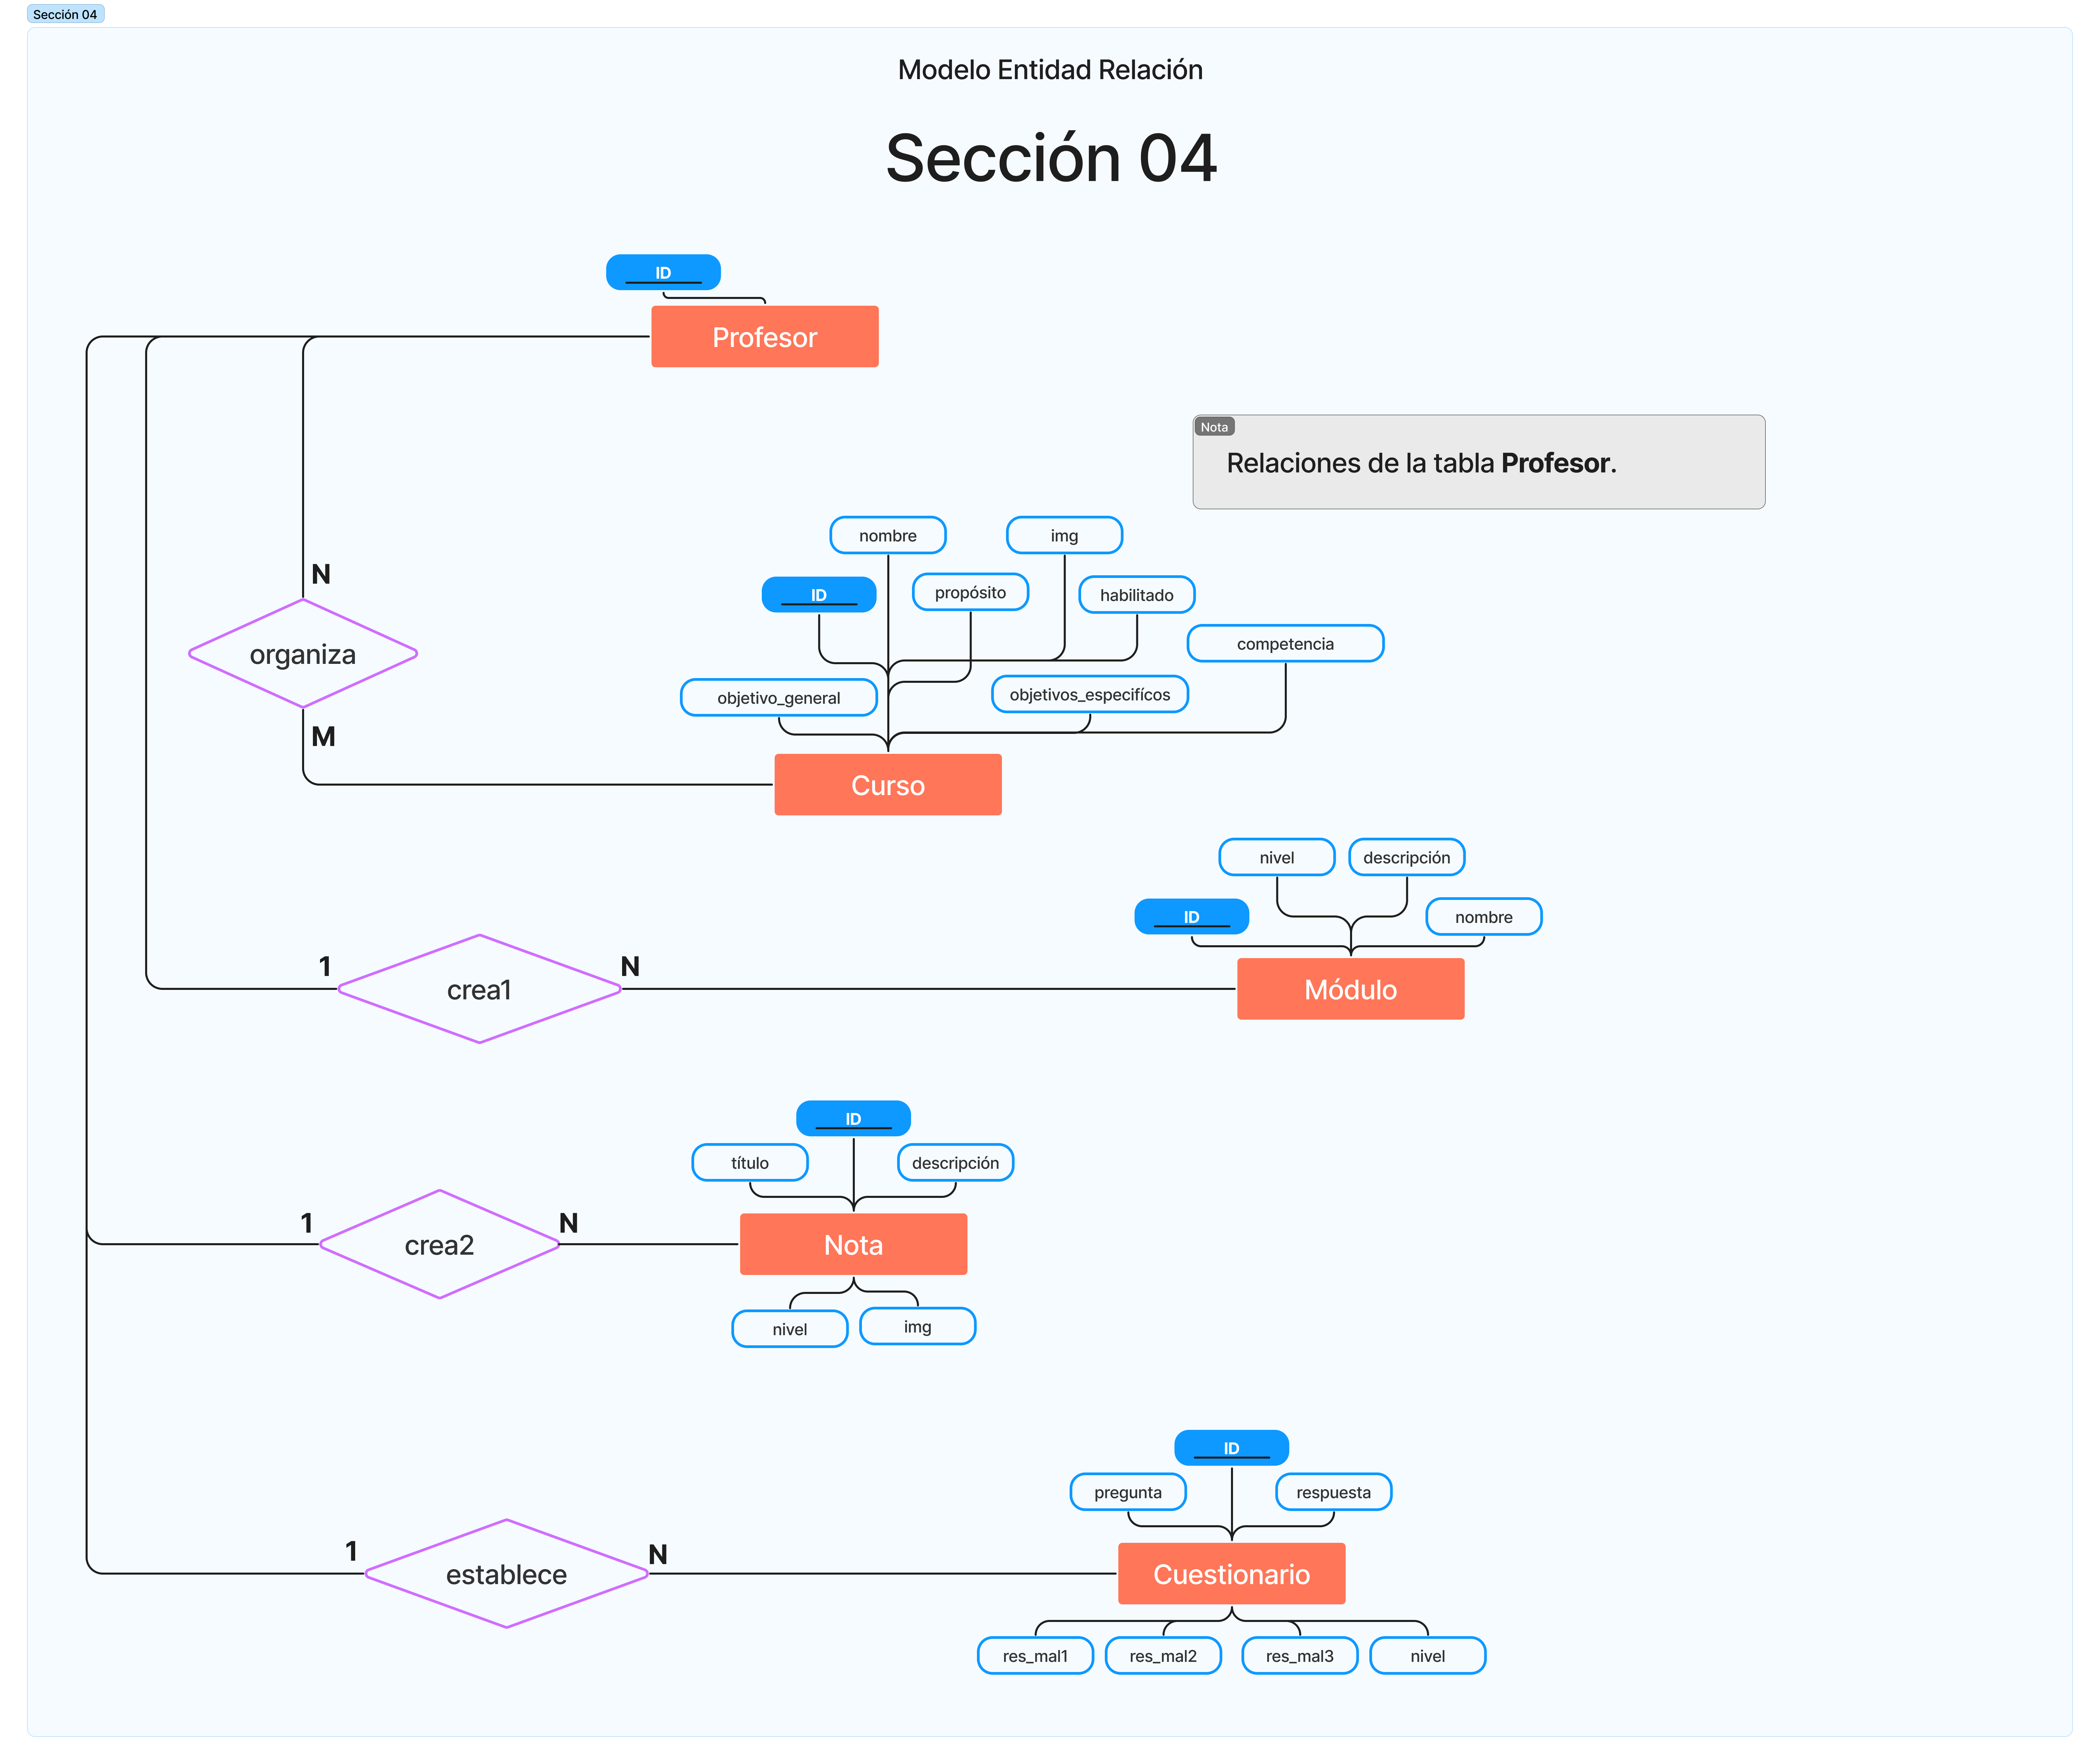 Sección 04
Modelo Entidad Relación
Sección 04
ID
Profesor
Nota
Relaciones de la tabla Profesor.
nombre
img
ID
propósito
habilitado
competencia
objetivo_general
objetivos_especifícos
N
organiza
M
Curso
nivel
descripción
ID
nombre
1
crea1
N
Módulo
ID
título
descripción
1
crea2
N
Nota
nivel
img
ID
pregunta
respuesta
1
establece
N
Cuestionario
res_mal1
res_mal2
res_mal3
nivel